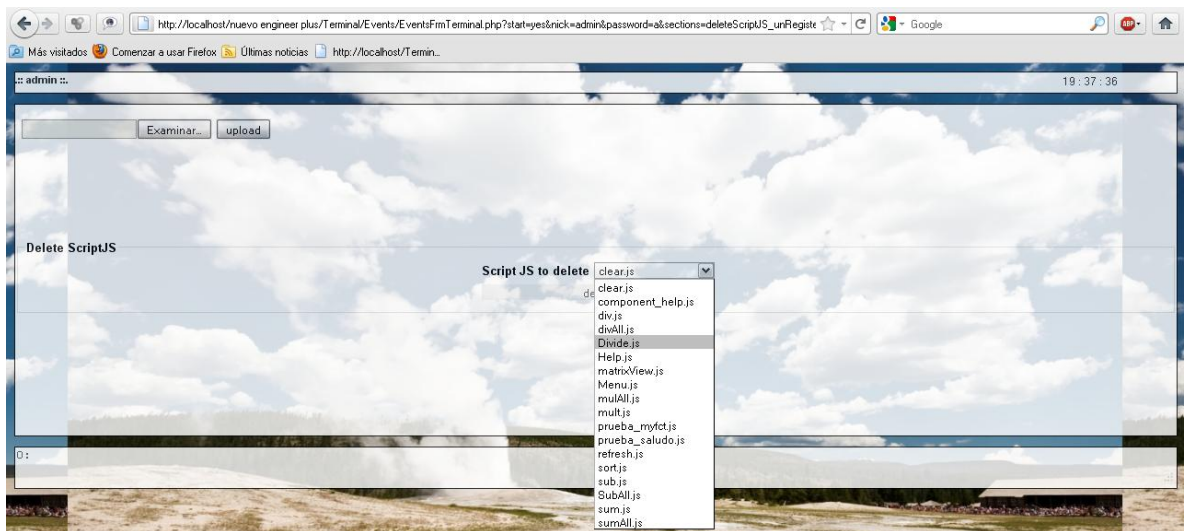 http://localhost/nuevo engineer plus/Terminal/Events/EventsFrmTerminal.php?start=yes&nick=admin&password=a&sections=deleteScriptJS_unRegiste
Google
ABP
Más visitados
Comenzar a usar Firefox
Últimas noticias
http://localhost/Termin...
.:: admin ::.
19 : 37 : 36
Examinar...
upload
Delete ScriptJS
Script JS to delete
clear.js
de
clear.js
component_help.js
div.js
divAll.js
Divide.js
Help.js
matrixView.js
Menu.js
mulAll.js
mult.js
prueba_myfct.js
prueba_saludo.js
refresh.js
sort.js
sub.js
SubAll.js
sum.js
sumAll.js
0 :